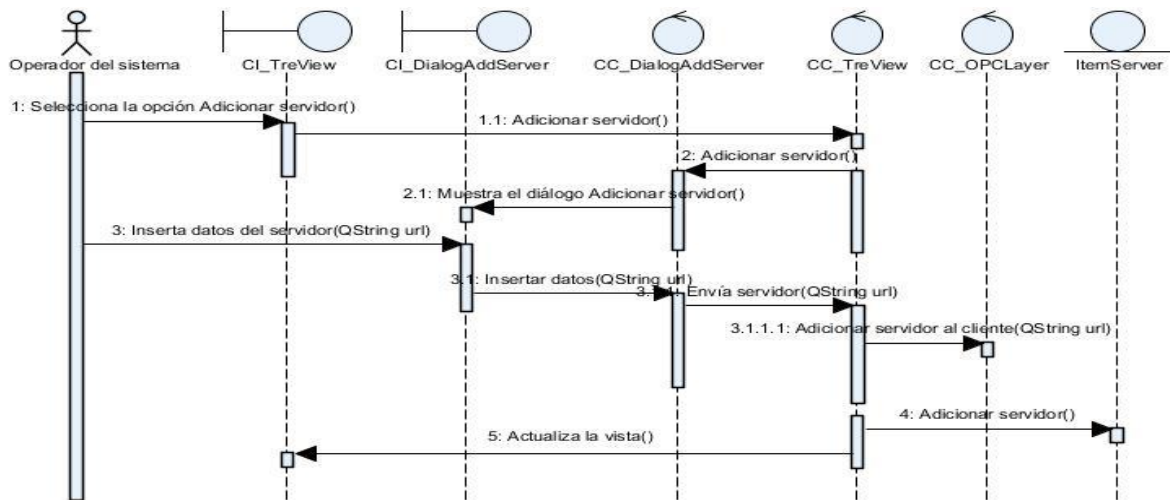 Operador del sistema
CI_TreView
CI_DialogAddServer
CC_DialogAddServer
CC_TreView
CC_OPCLayer
ItemServer
1: Selecciona la opción Adicionar servidor()
1.1: Adicionar servidor()
2: Adicionar servidor()
2.1: Muestra el diálogo Adicionar servidor()
3: Inserta datos del servidor(QString url)
3.1: Insertar datos(QString url)
3.1.1: Envía servidor(QString url)
3.1.1.1: Adicionar servidor al cliente(QString url)
4: Adicionar servidor()
5: Actualiza la vista()